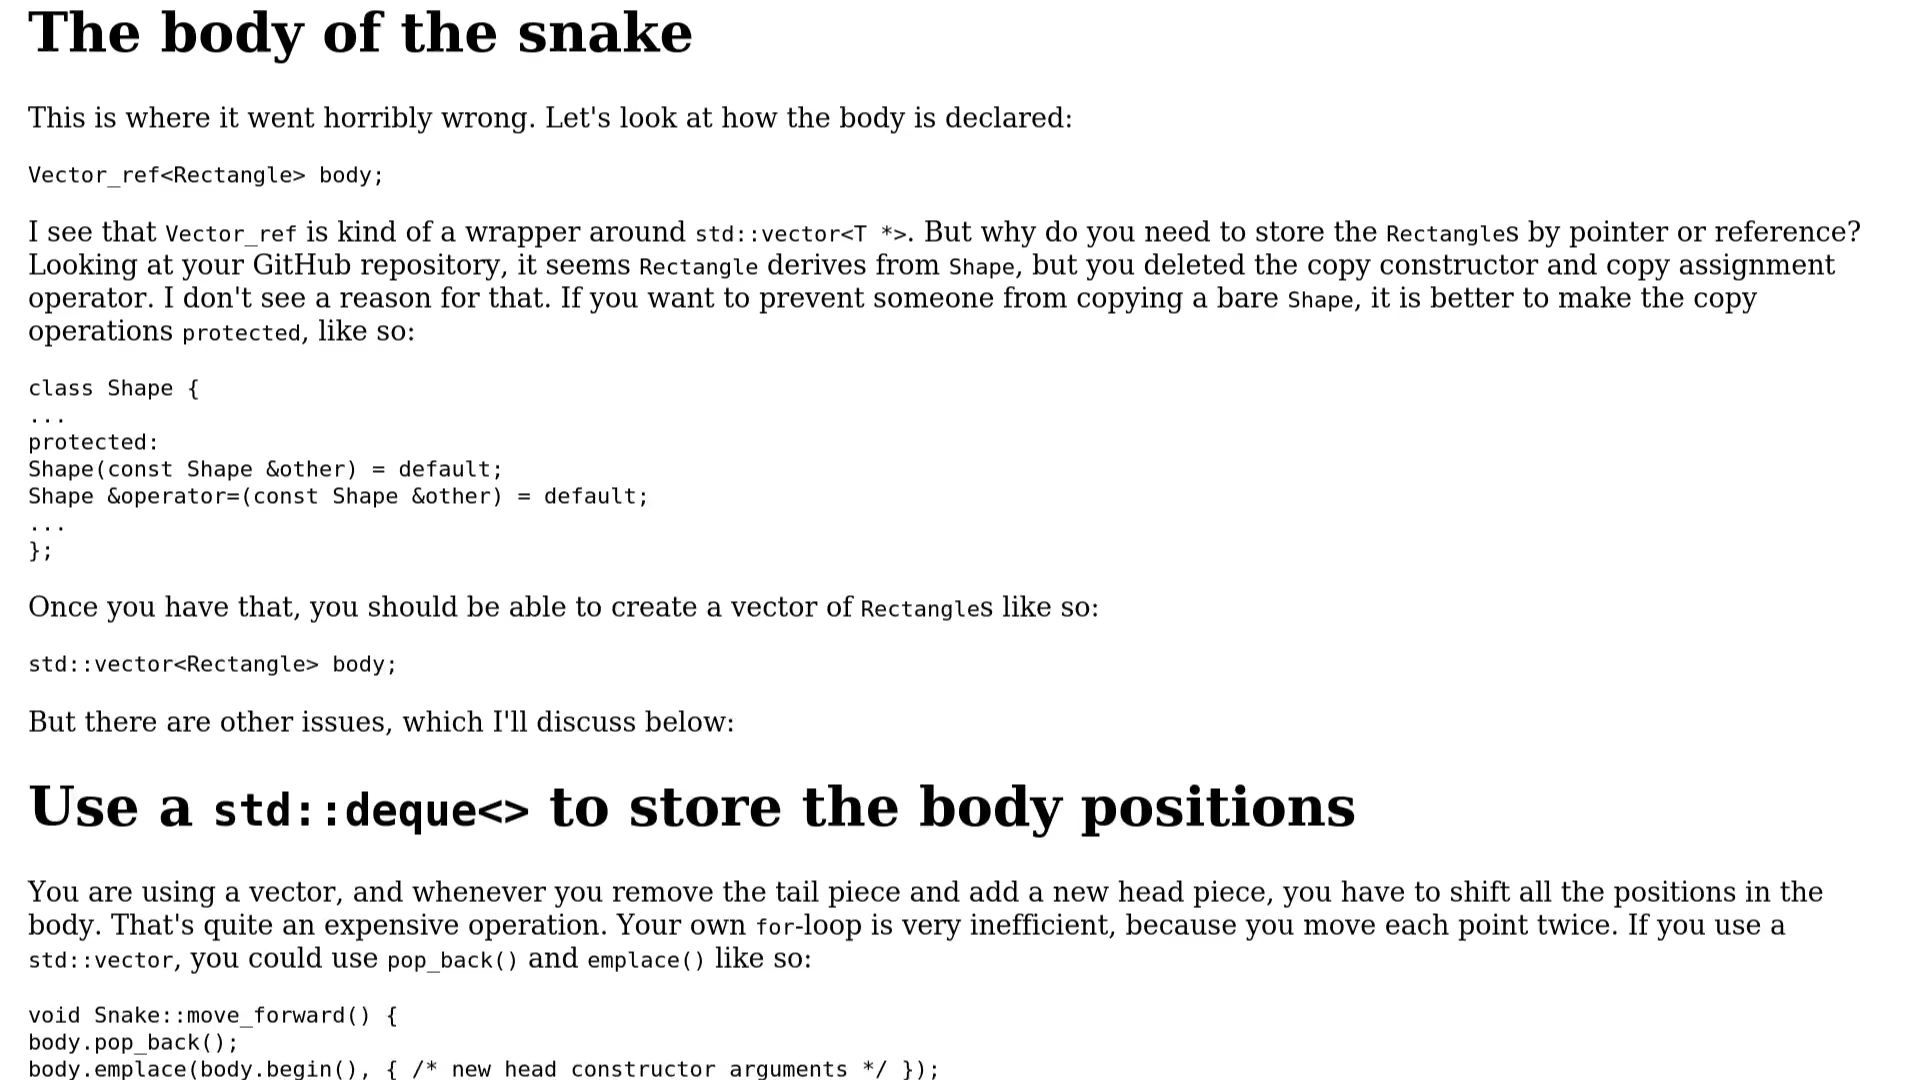 The body of the snake
This is where it went horribly wrong. Let's look at how the body is declared:
Vector_ref<Rectangle> body;
I see that Vector_ref is kind of a wrapper around std::vector<T *>. But why do you need to store the Rectangles by pointer or reference?
Looking at your GitHub repository, it seems Rectangle derives from Shape, but you deleted the copy constructor and copy assignment
operator. I don't see a reason for that. If you want to prevent someone from copying a bare Shape, it is better to make the copy
operations protected, like so:
class Shape {
...
protected:
Shape(const Shape &other) = default;
Shape &operator=(const Shape &other) = default;
...
};
Once you have that, you should be able to create a vector of Rectangles like so:
std::vector<Rectangle> body;
But there are other issues, which I'll discuss below:
Use a std::deque<> to store the body positions
You are using a vector, and whenever you remove the tail piece and add a new head piece, you have to shift all the positions in the
body. That's quite an expensive operation. Your own for-loop is very inefficient, because you move each point twice. If you use a
std::vector, you could use pop_back() and emplace() like so:
void Snake::move_forward() {
body.pop_back();
body.emplace(body.begin(), { /* new head constructor arguments */ });